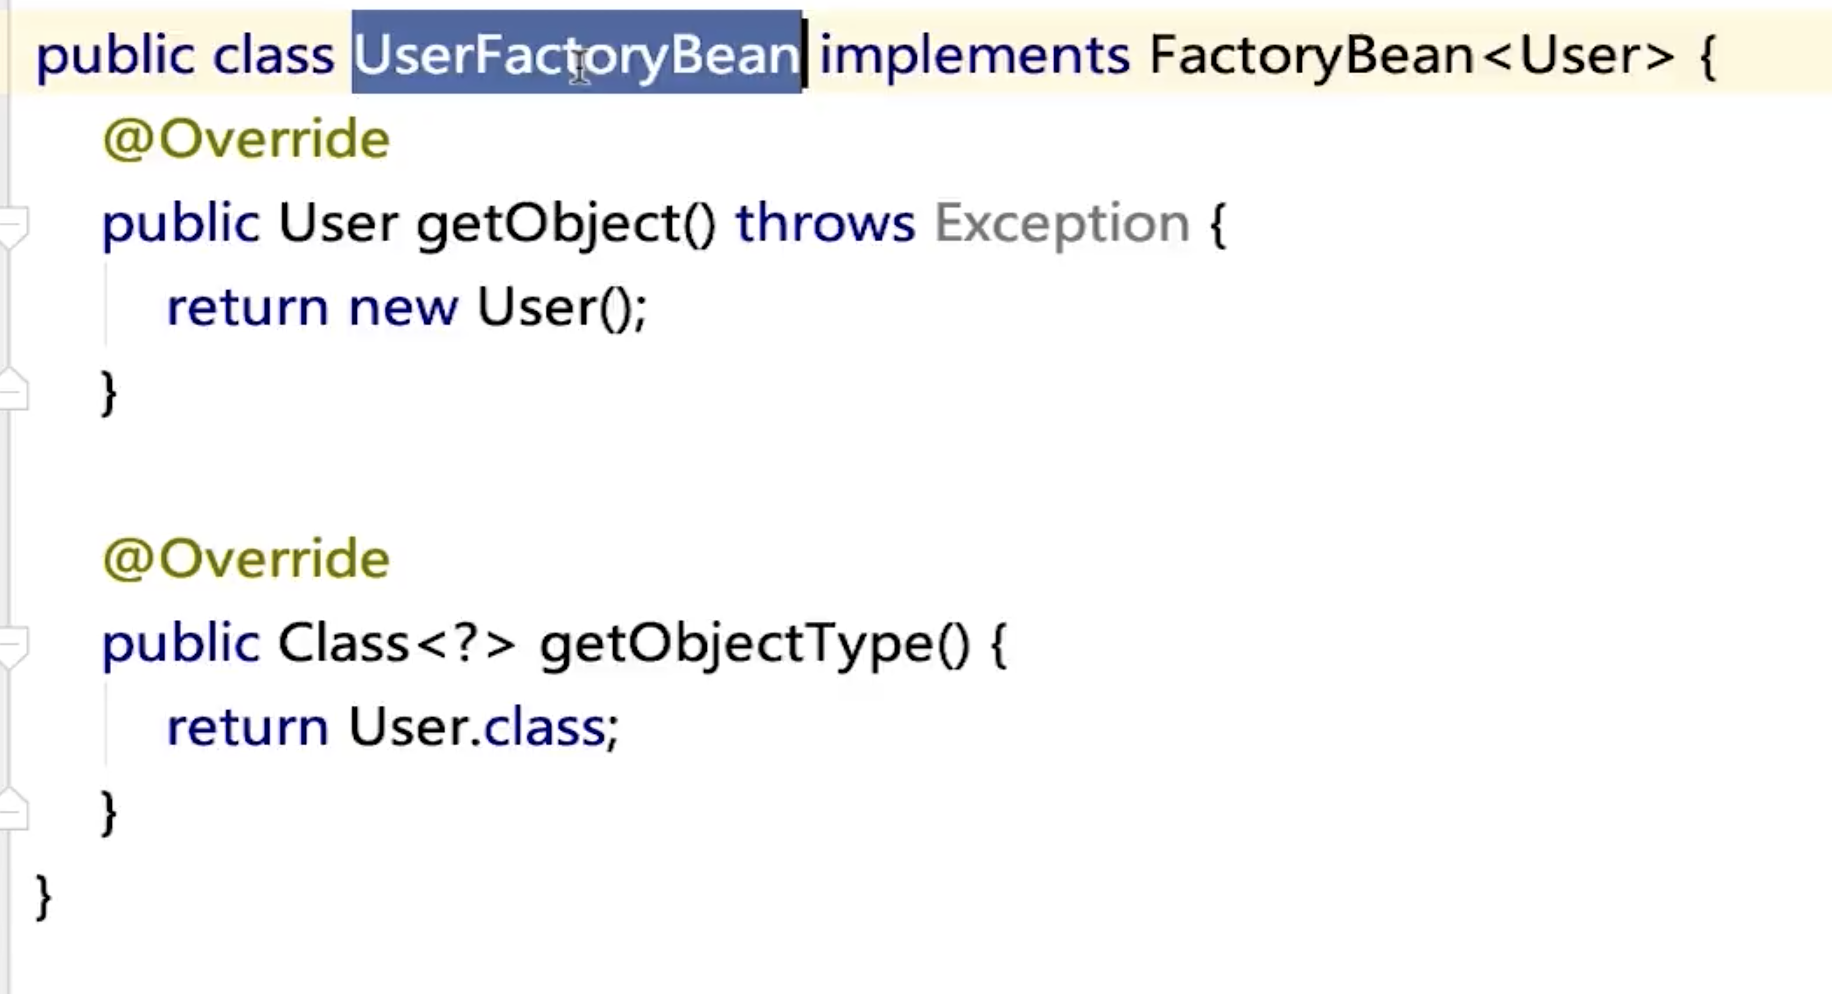 public class UserFactoryBean implements FactoryBean<User> {
@Override
public User getObject() throws Exception {
return new User();
}
@Override
public Class<?> getObjectType() {
return User.class;
}
}